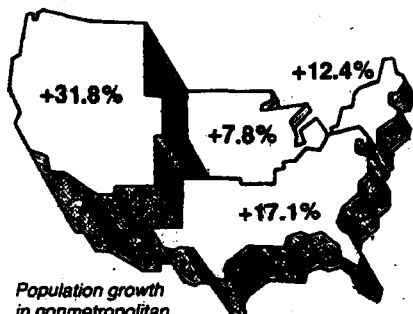 +12.4%
+31.8%
+7.8%
+17.1%
Population growth
in nonmetropolitan